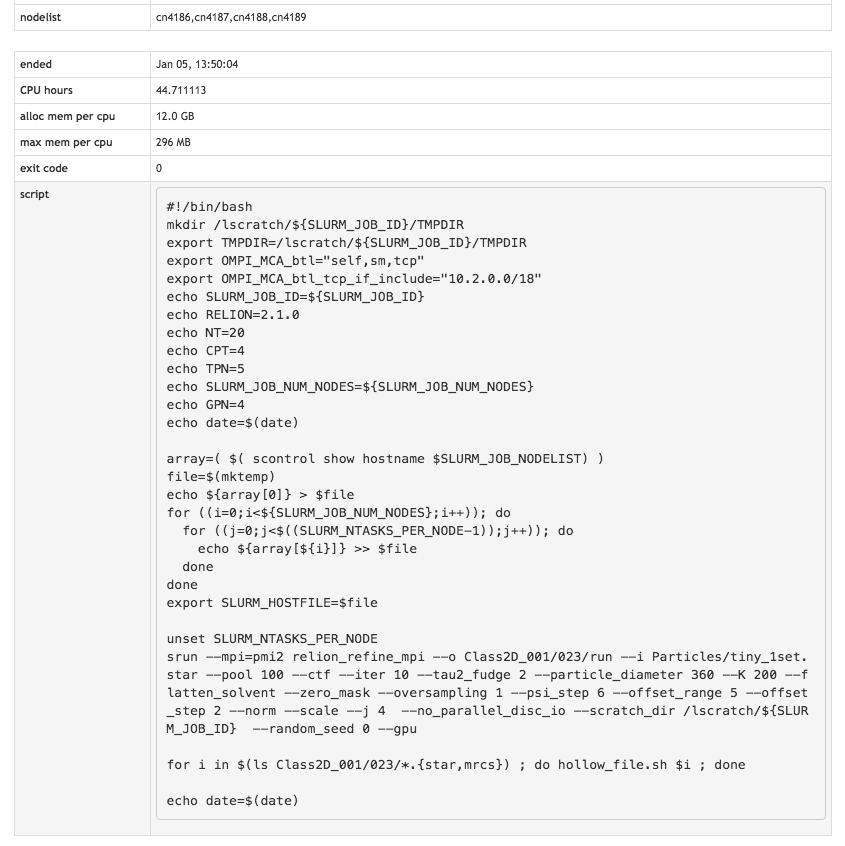 nodelist cn4186,cn4187,cn4188,cn4189
ended Jan 05, 13:50:04
CPU hours 44.711113
alloc mem per cpu 12.0 GB
max mem per cpu 296 MB
exit code 0
script
#!/bin/bash
mkdir /lscratch/${SLURM_JOB_ID}/TMPDIR
export TMPDIR=/lscratch/${SLURM_JOB_ID}/TMPDIR
export OMPI_MCA_btl="self,sm,tcp"
export OMPI_MCA_btl_tcp_if_include="10.2.0.0/18"
echo SLURM_JOB_ID=${SLURM_JOB_ID}
echo RELION=2.1.0
echo NT=20
echo CPT=4
echo TPN=5
echo SLURM_JOB_NUM_NODES=${SLURM_JOB_NUM_NODES}
echo GPN=4
echo date=$(date)
array=( $( scontrol show hostname $SLURM_JOB_NODELIST) )
file=$(mktemp)
echo ${array[0]} > $file
for ((i=0;i<${SLURM_JOB_NUM_NODES};i++)); do
  for ((j=0;j<$((SLURM_NTASKS_PER_NODE-1));j++)); do
    echo ${array[${i}]} >> $file
  done
done
export SLURM_HOSTFILE=$file
unset SLURM_NTASKS_PER_NODE
srun --mpi=pmi2 relion_refine_mpi --o Class2D_001/023/run --i Particles/tiny_1set.
star --pool 100 --ctf --iter 10 --tau2_fudge 2 --particle_diameter 360 --K 200 --f
latten_solvent --zero_mask --oversampling 1 --psi_step 6 --offset_range 5 --offset
_step 2 --norm --scale --j 4  --no_parallel_disc_io --scratch_dir /lscratch/${SLUR
M_JOB_ID}  --random_seed 0 --gpu
for i in $(ls Class2D_001/023/*.{star,mrcs}) ; do hollow_file.sh $i ; done
echo date=$(date)